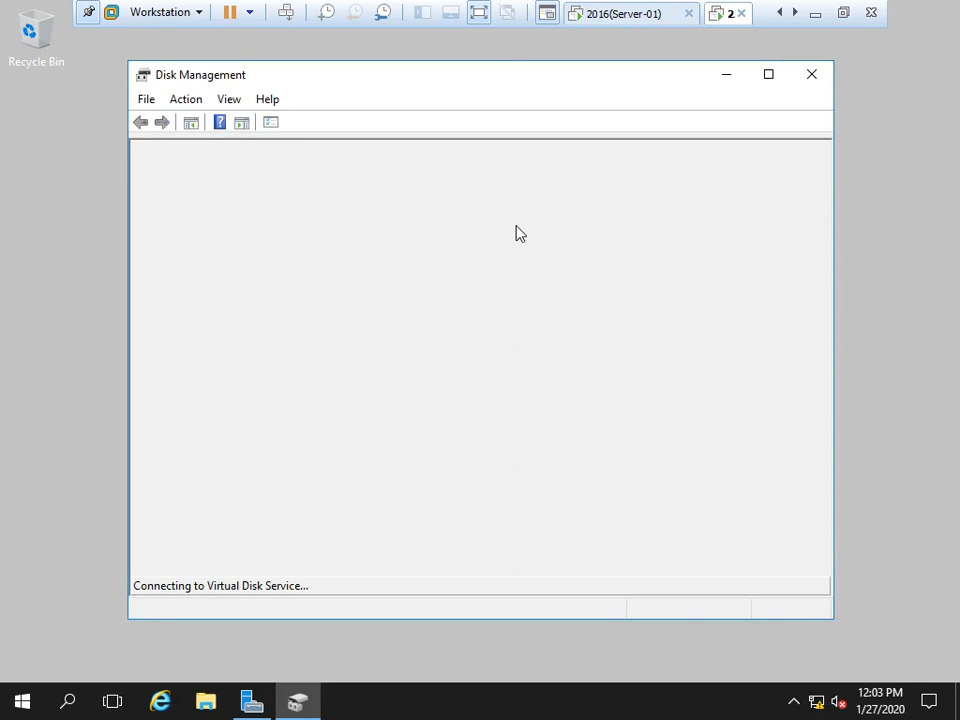 Workstation
2016(Server-01)
2
Recycle Bin
Disk Management
File Action View Help
Connecting to Virtual Disk Service...
12:03 PM
1/27/2020